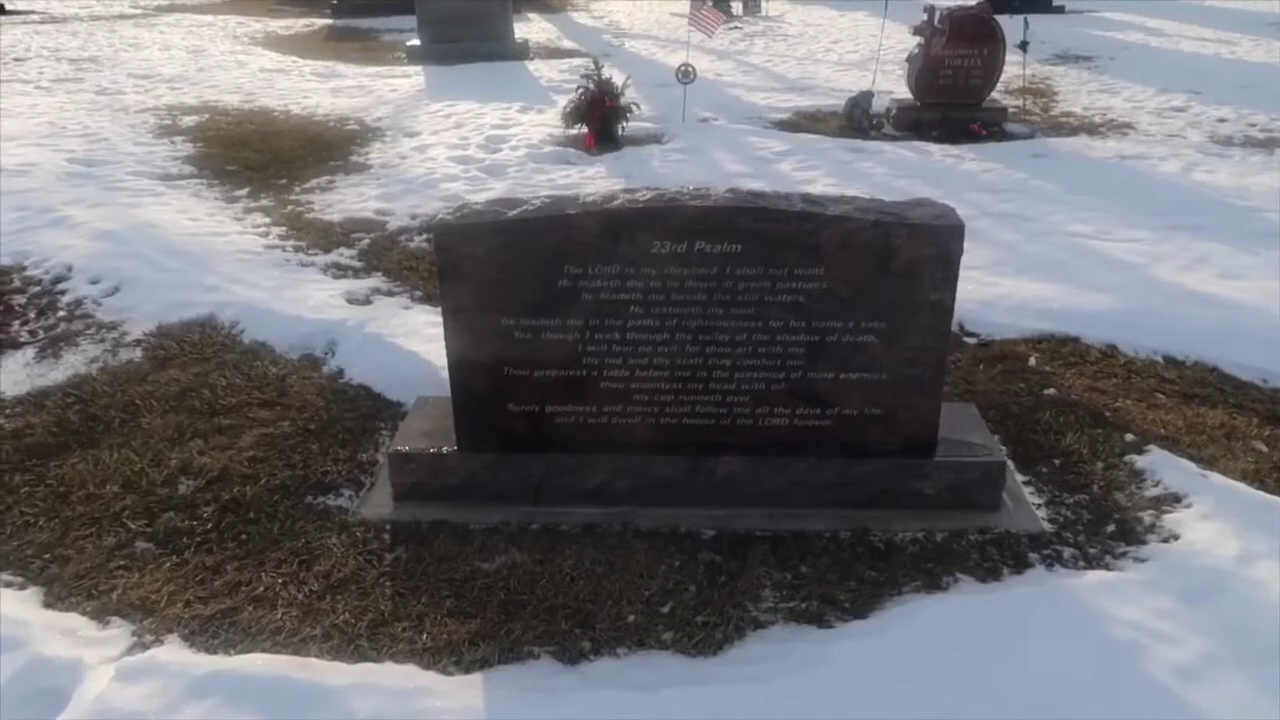 TORRES
23rd Psalm
The LORD is my shepherd: I shall not want.
He maketh me to lie down in green pastures:
he leadeth me beside the still waters.
He restoreth my soul:
he leadeth me in the paths of righteousness for his name's sake.
Yea, though I walk through the valley of the shadow of death,
I will fear no evil: for thou art with me
thy rod and thy staff they comfort me
Thou preparest a table before me in the presence of mine enemies
thou anointest my head with oil:
my cup runneth over.
Surely goodness and mercy shall follow me all the days of my life:
and I will dwell in the house of the LORD forever.